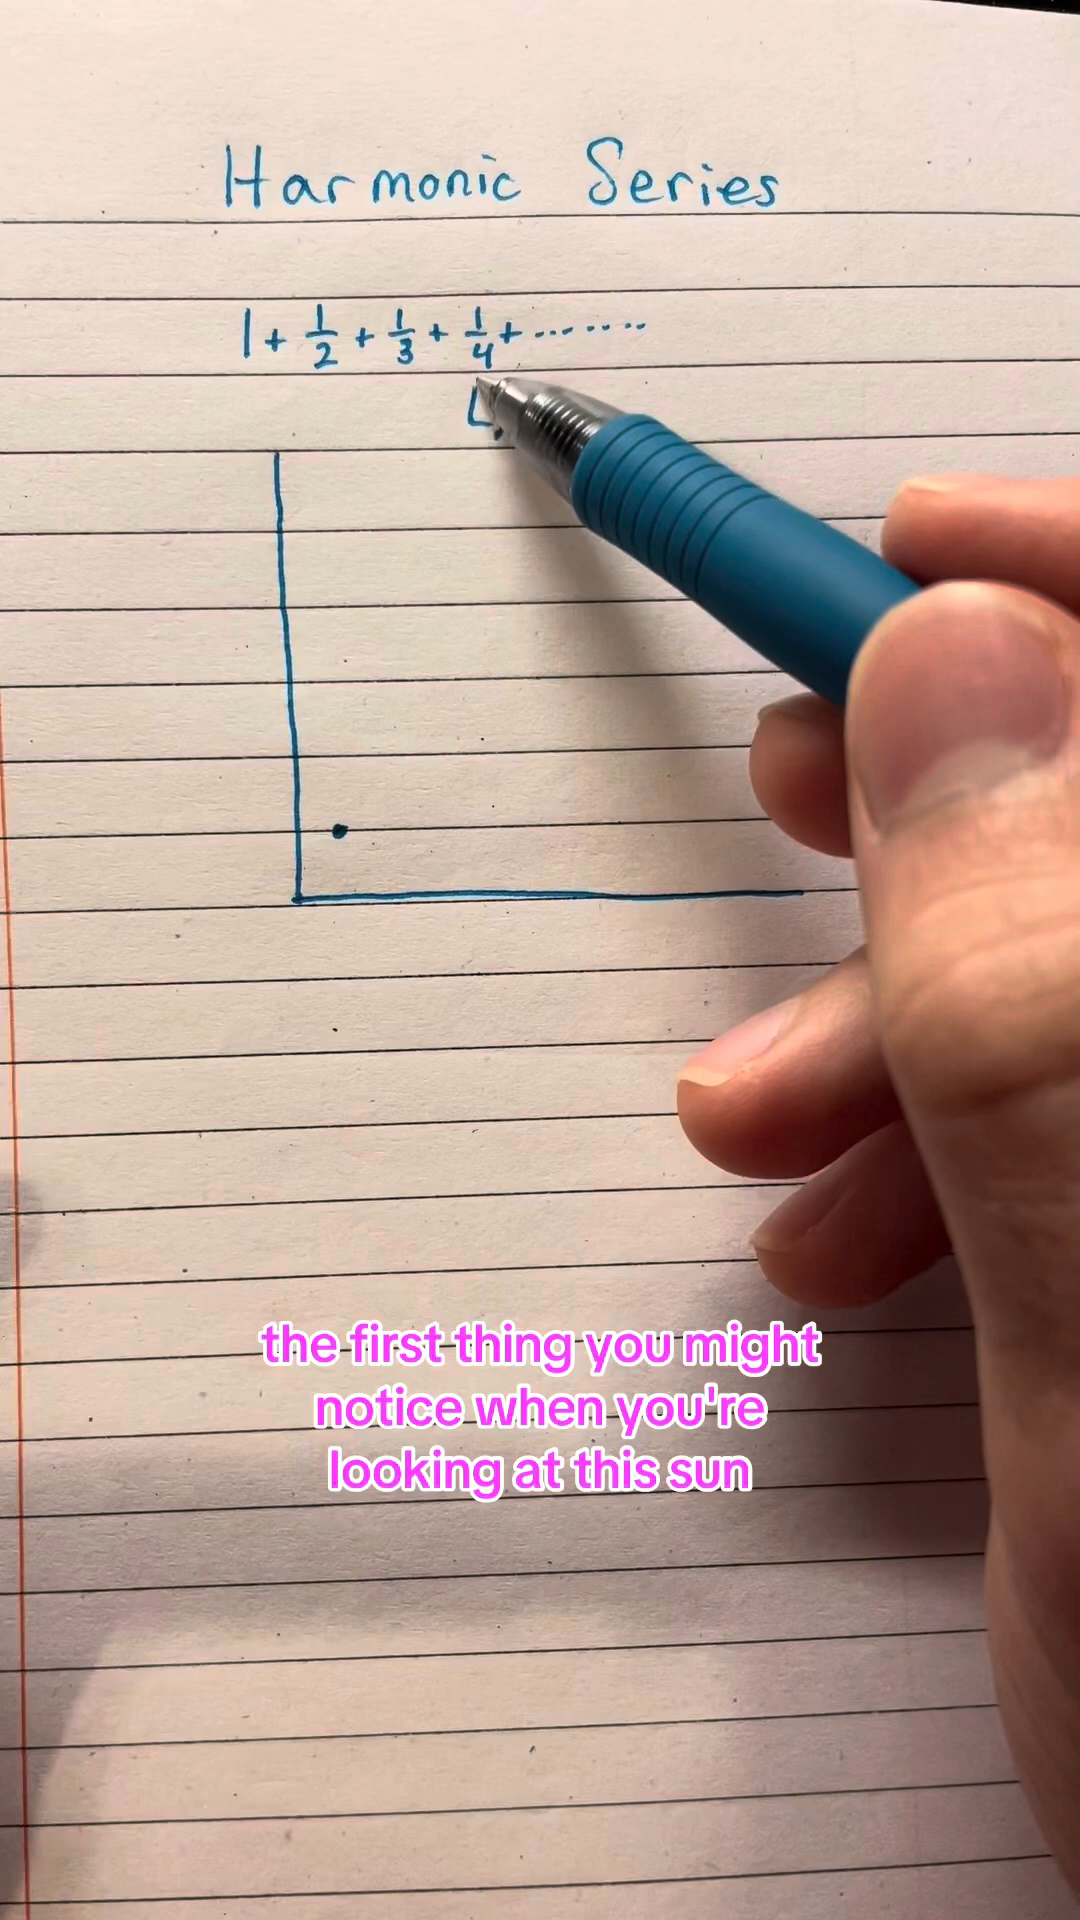 Harmonic Series
1 + 1/2 + 1/3 + 1/4 + ........
the first thing you might
notice when you're
looking at this sun